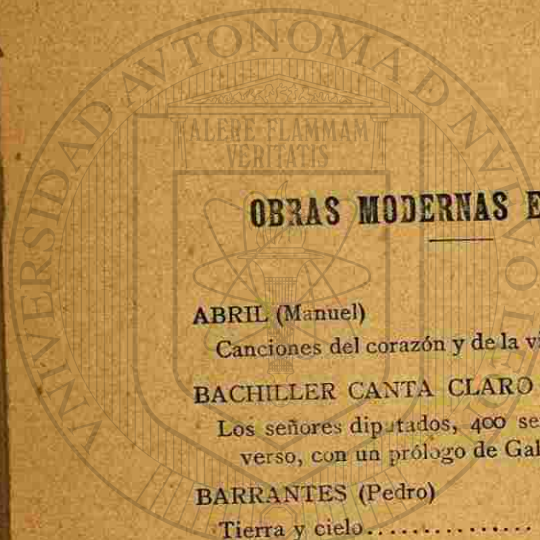 UNIVERSIDAD AUTONOMA D NUEVO
ALERE FLAMMAM
VERITATIS
OBRAS MODERNAS E
ABRIL (Manuel)
Canciones del corazón y de la vi
BACHILLER CANTA CLARO
Los señores diputados, 400 se
verso, con un prólogo de Gal
BARRANTES (Pedro)
Tierra y cielo................